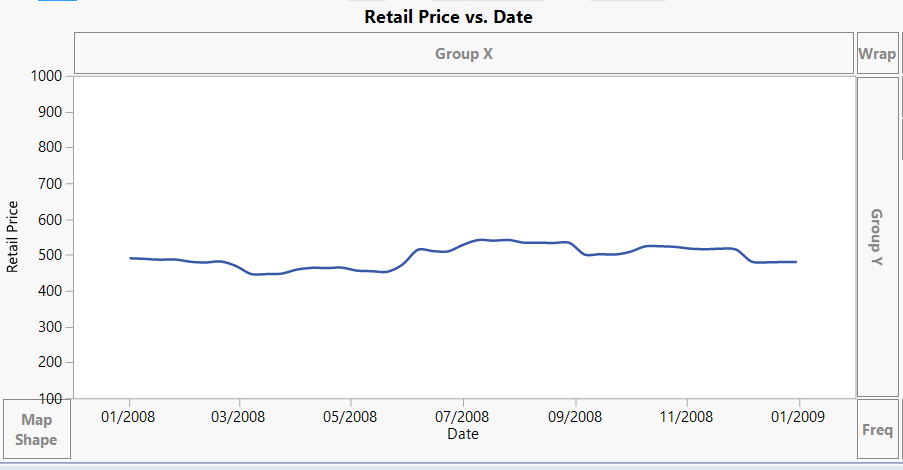 Retail Price vs. Date
Group X
Wrap
1000
900
800
700
600
500
400
300
200
100
Retail Price
Group Y
01/2008
03/2008
05/2008
07/2008
09/2008
11/2008
01/2009
Date
Map
Shape
Freq